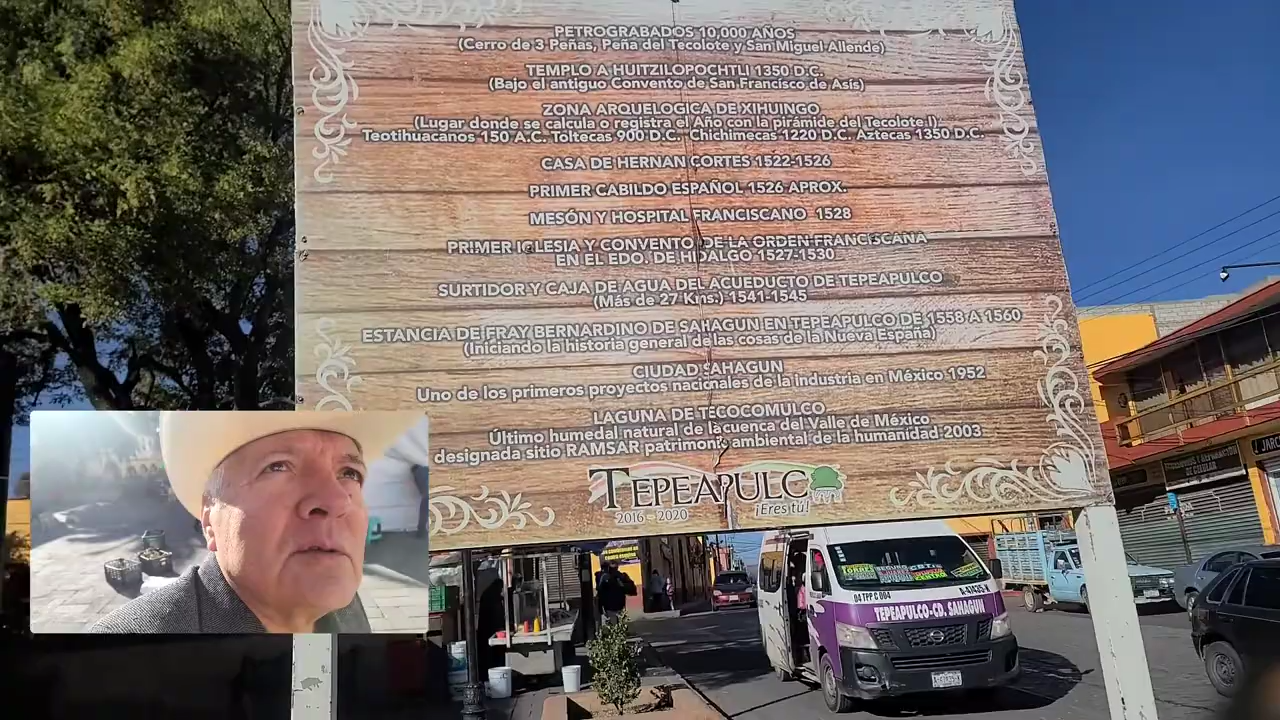 PETROGRABADOS 10,000 AÑOS
(Cerro de 3 Peñas, Peña del Tecolote y San Miguel Allende)
TEMPLO A HUITZILOPOCHTLI 1350 D.C.
(Bajo el antiguo Convento de San Francisco de Asís)
ZONA ARQUELOGICA DE XIHUINGO
(Lugar donde se calcula o registra el Año con la pirámide del Tecolote I)
Teotihuacanos 150 A.C. Toltecas 900 D.C. Chichimecas 1220 D.C. Aztecas 1350 D.C.
CASA DE HERNAN CORTES 1522-1526
PRIMER CABILDO ESPAÑOL 1526 APROX.
MESÓN Y HOSPITAL FRANCISCANO 1528
PRIMER IGLESIA Y CONVENTO DE LA ORDEN FRANCISCANA
EN EL EDO. DE HIDALGO 1527-1530
SURTIDOR Y CAJA DE AGUA DEL ACUEDUCTO DE TEPEAPULCO
(Más de 27 Kms.) 1541-1545
ESTANCIA DE FRAY BERNARDINO DE SAHAGUN EN TEPEAPULCO DE 1558 A 1560
(Iniciando la historia general de las cosas de la Nueva España)
CIUDAD SAHAGUN
Uno de los primeros proyectos nacionales de la industria en México 1952
LAGUNA DE TECOCOMULCO
Último humedal natural de la cuenca del Valle de México
designada sitio RAMSAR patrimonio ambiental de la humanidad 2003
TEPEAPULCO
2016 - 2020 ¡Eres tú!
04 TPP C 004
TEPEAPULCO-CD. SAHAGUN
CENTRO